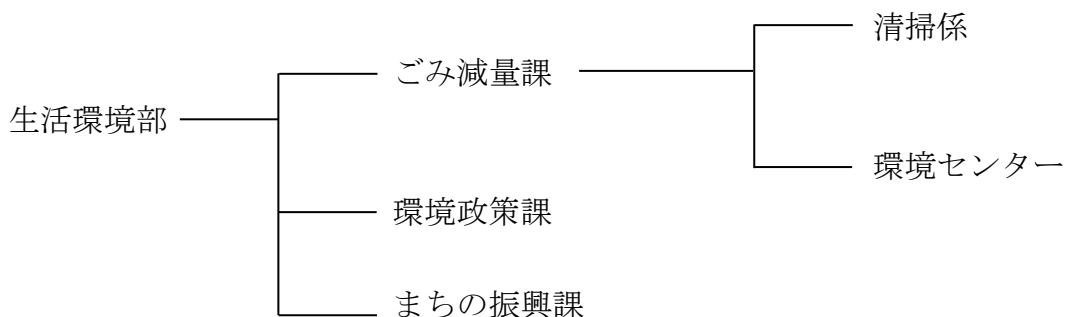 生活環境部
ごみ減量課
清掃係
環境センター
環境政策課
まちの振興課